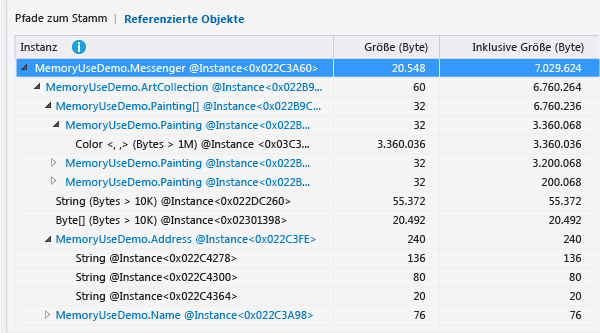 Pfade zum Stamm | Referenzierte Objekte
Instanz Größe (Byte) Inklusive Größe (Byte)
MemoryUseDemo.Messenger @Instance<0x022C3A60> 20.548 7.029.624
MemoryUseDemo.ArtCollection @Instance<0x022B9... 60 6.760.264
MemoryUseDemo.Painting[] @Instance<0x022B9C... 32 6.760.236
MemoryUseDemo.Painting @Instance<0x022B... 32 3.360.068
Color <, ,> (Bytes > 1M) @Instance <0x03C3... 3.360.036 3.360.036
MemoryUseDemo.Painting @Instance<0x022B... 32 3.200.068
MemoryUseDemo.Painting @Instance<0x022B... 32 200.068
String (Bytes > 10K) @Instance<0x022DC260> 55.372 55.372
Byte[] (Bytes > 10K) @Instance<0x02301398> 20.492 20.492
MemoryUseDemo.Address @Instance<0x022C3FE> 240 240
String @Instance<0x022C4278> 136 136
String @Instance<0x022C4300> 80 80
String @Instance<0x022C4364> 20 20
MemoryUseDemo.Name @Instance<0x022C3A98> 76 76